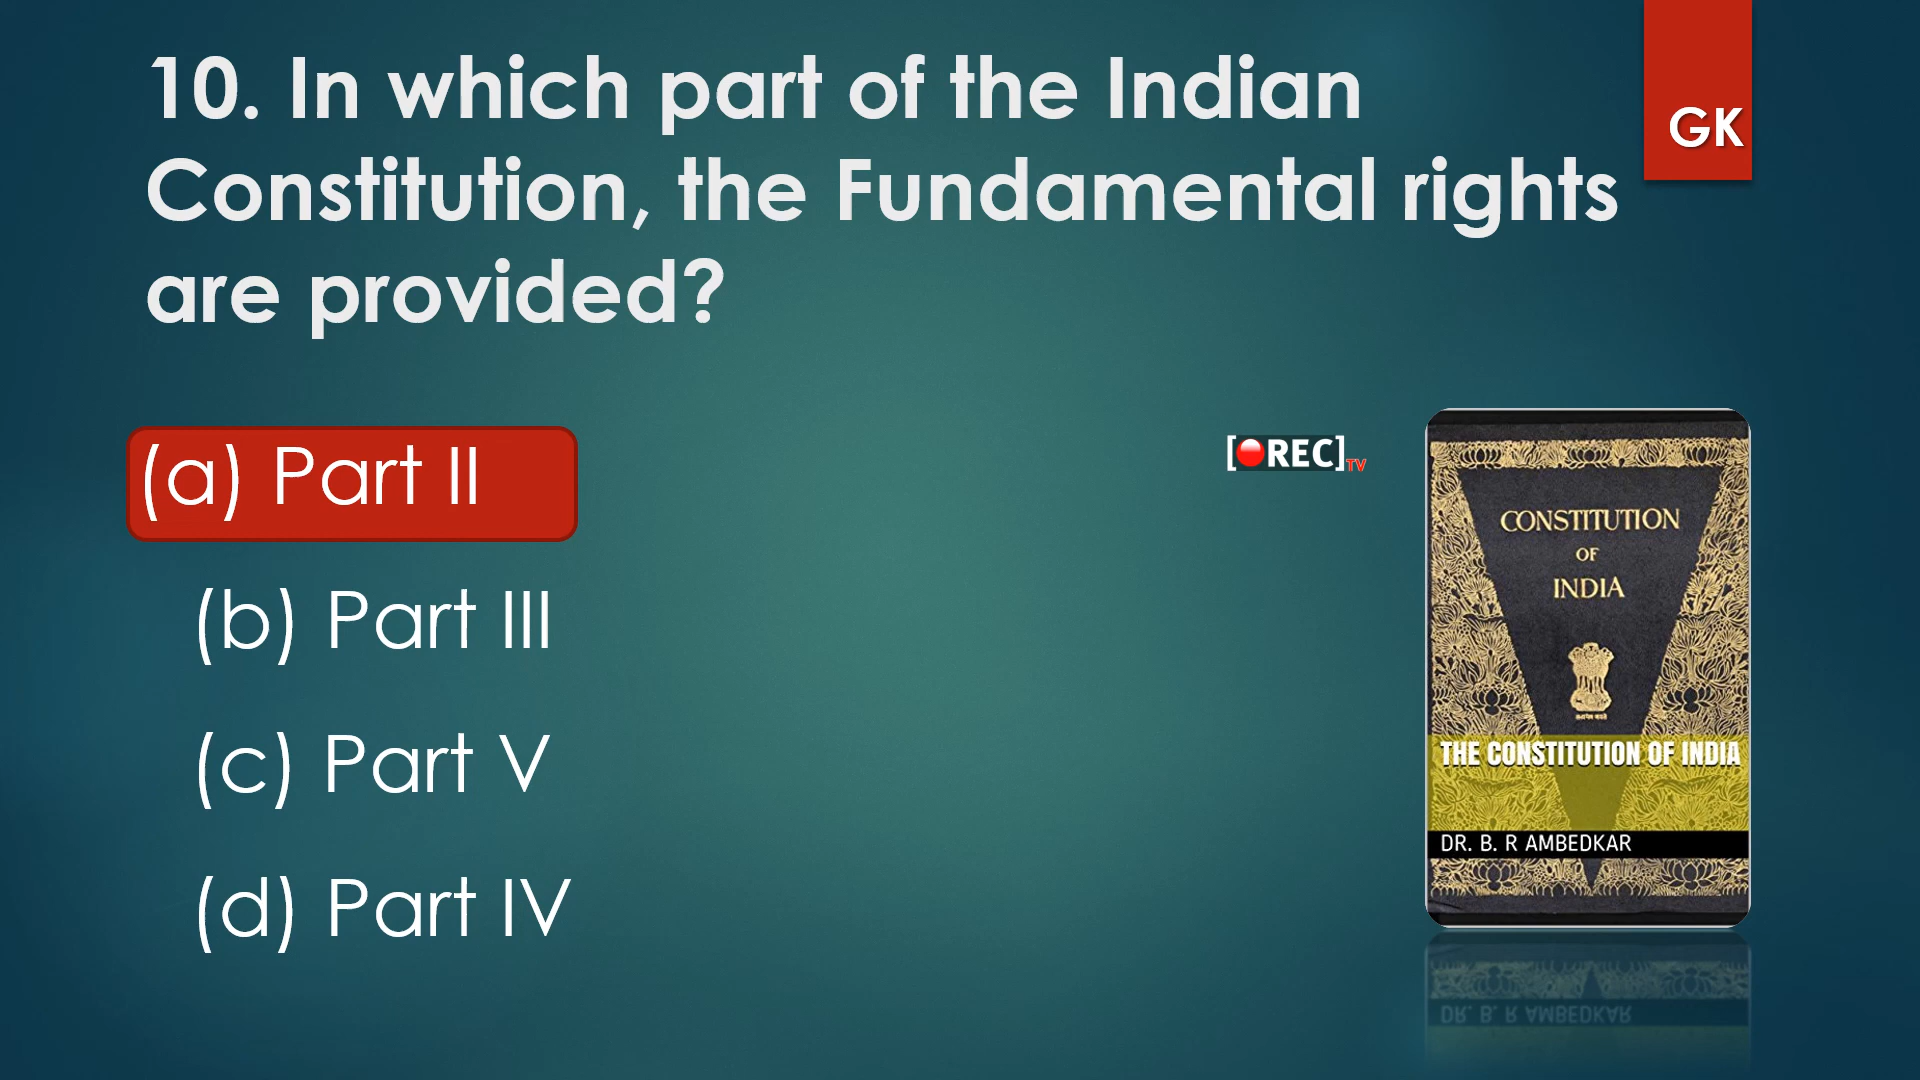 10. In which part of the Indian
Constitution, the Fundamental rights
are provided?
GK
(a) Part II
(b) Part III
(c) Part V
(d) Part IV
[REC]TV
CONSTITUTION
OF
INDIA
THE CONSTITUTION OF INDIA
DR. B. R AMBEDKAR